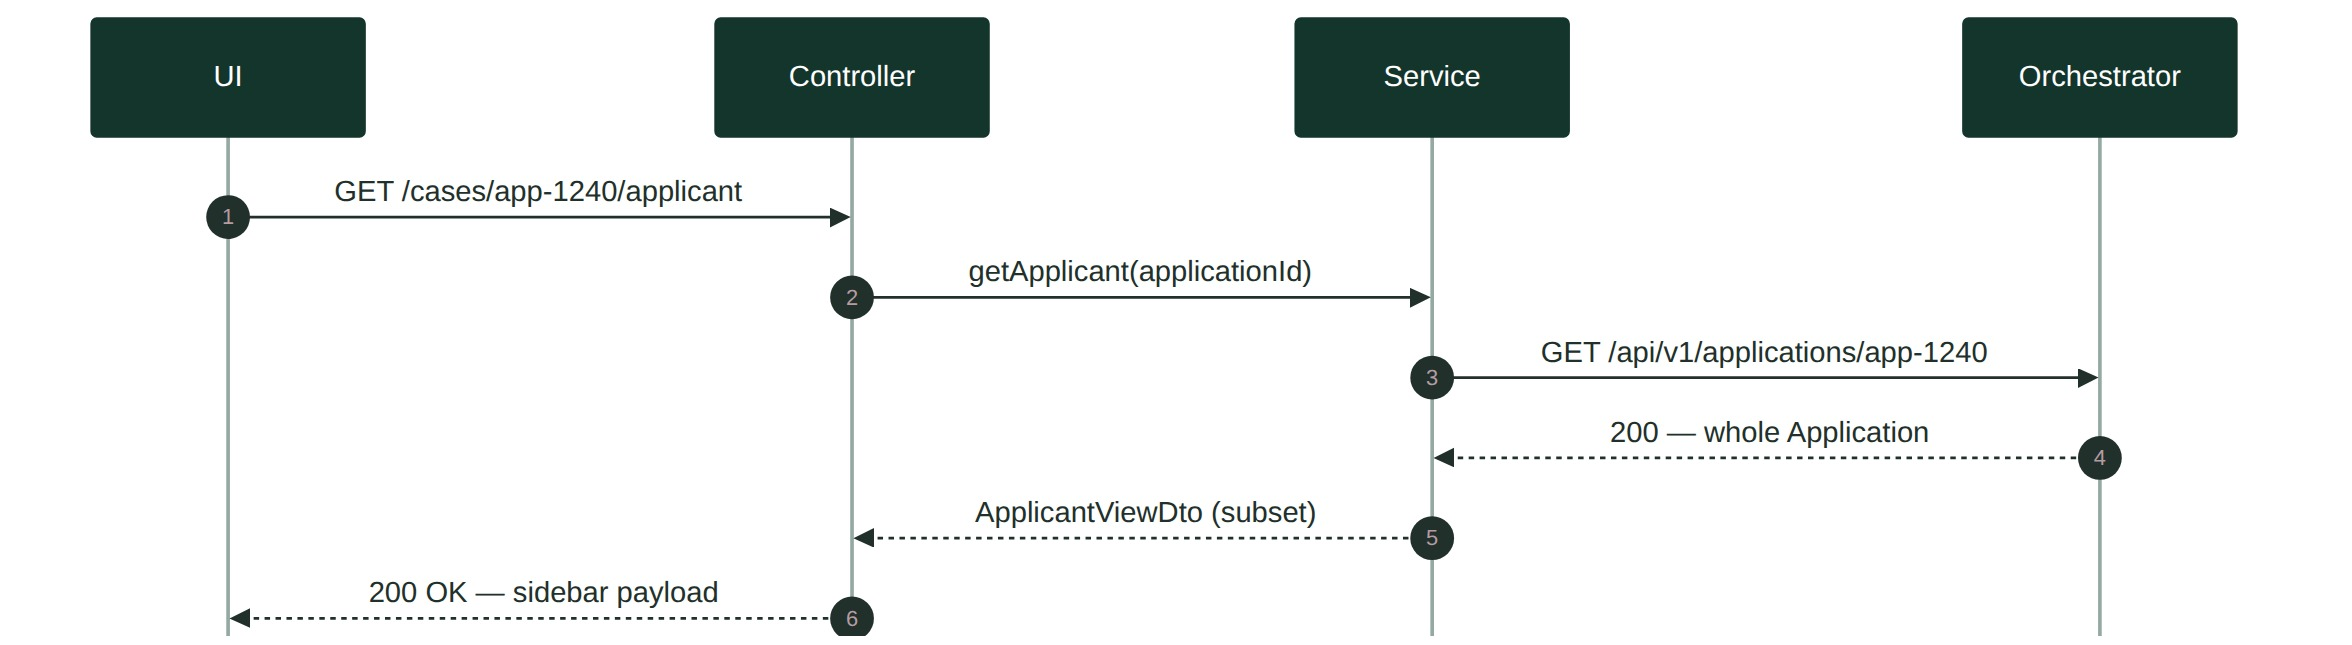 UI
Controller
Service
Orchestrator
GET /cases/app-1240/applicant
1
getApplicant(applicationId)
2
GET /api/v1/applications/app-1240
3
200 — whole Application
4
ApplicantViewDto (subset)
5
200 OK — sidebar payload
6